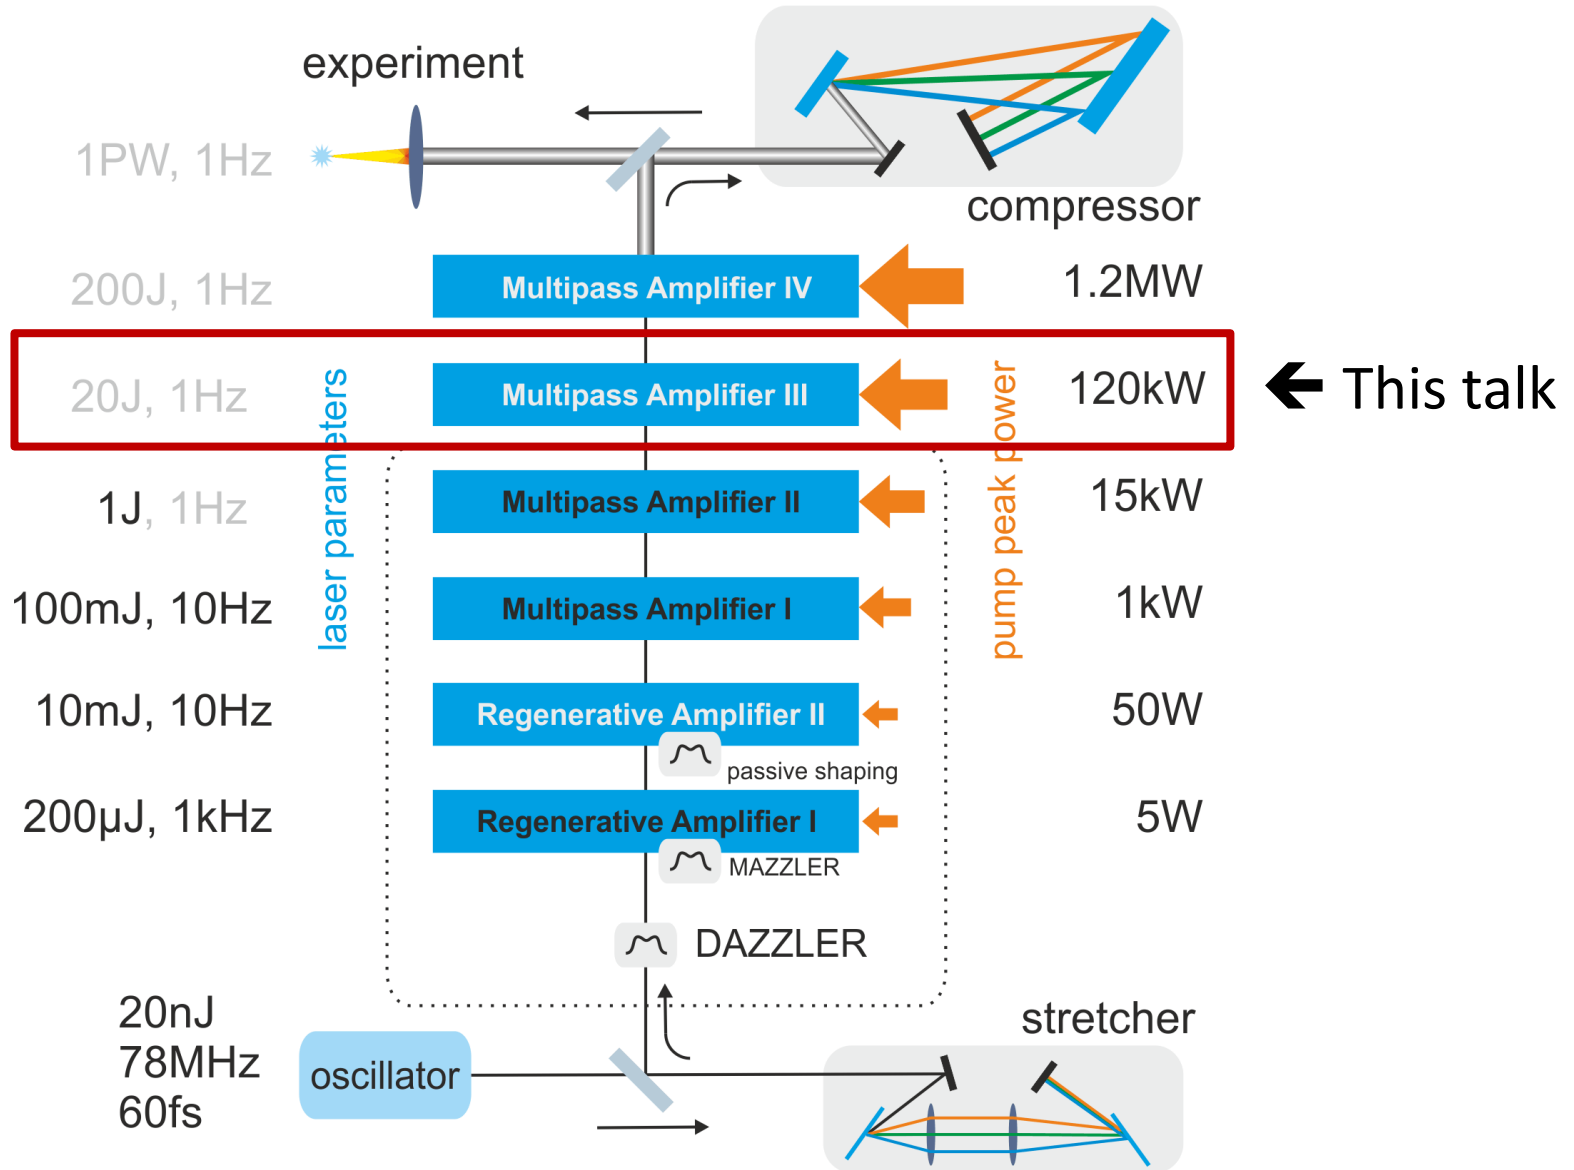 experiment
1PW, 1Hz
compressor
200J, 1Hz
Multipass Amplifier IV
1.2MW
20J, 1Hz
Multipass Amplifier III
120kW
🡸 This talk
laser parameters
pump peak power
1J, 1Hz
Multipass Amplifier II
15kW
100mJ, 10Hz
Multipass Amplifier I
1kW
10mJ, 10Hz
Regenerative Amplifier II
50W
passive shaping
200µJ, 1kHz
Regenerative Amplifier I
5W
MAZZLER
DAZZLER
20nJ
78MHz
60fs
oscillator
stretcher